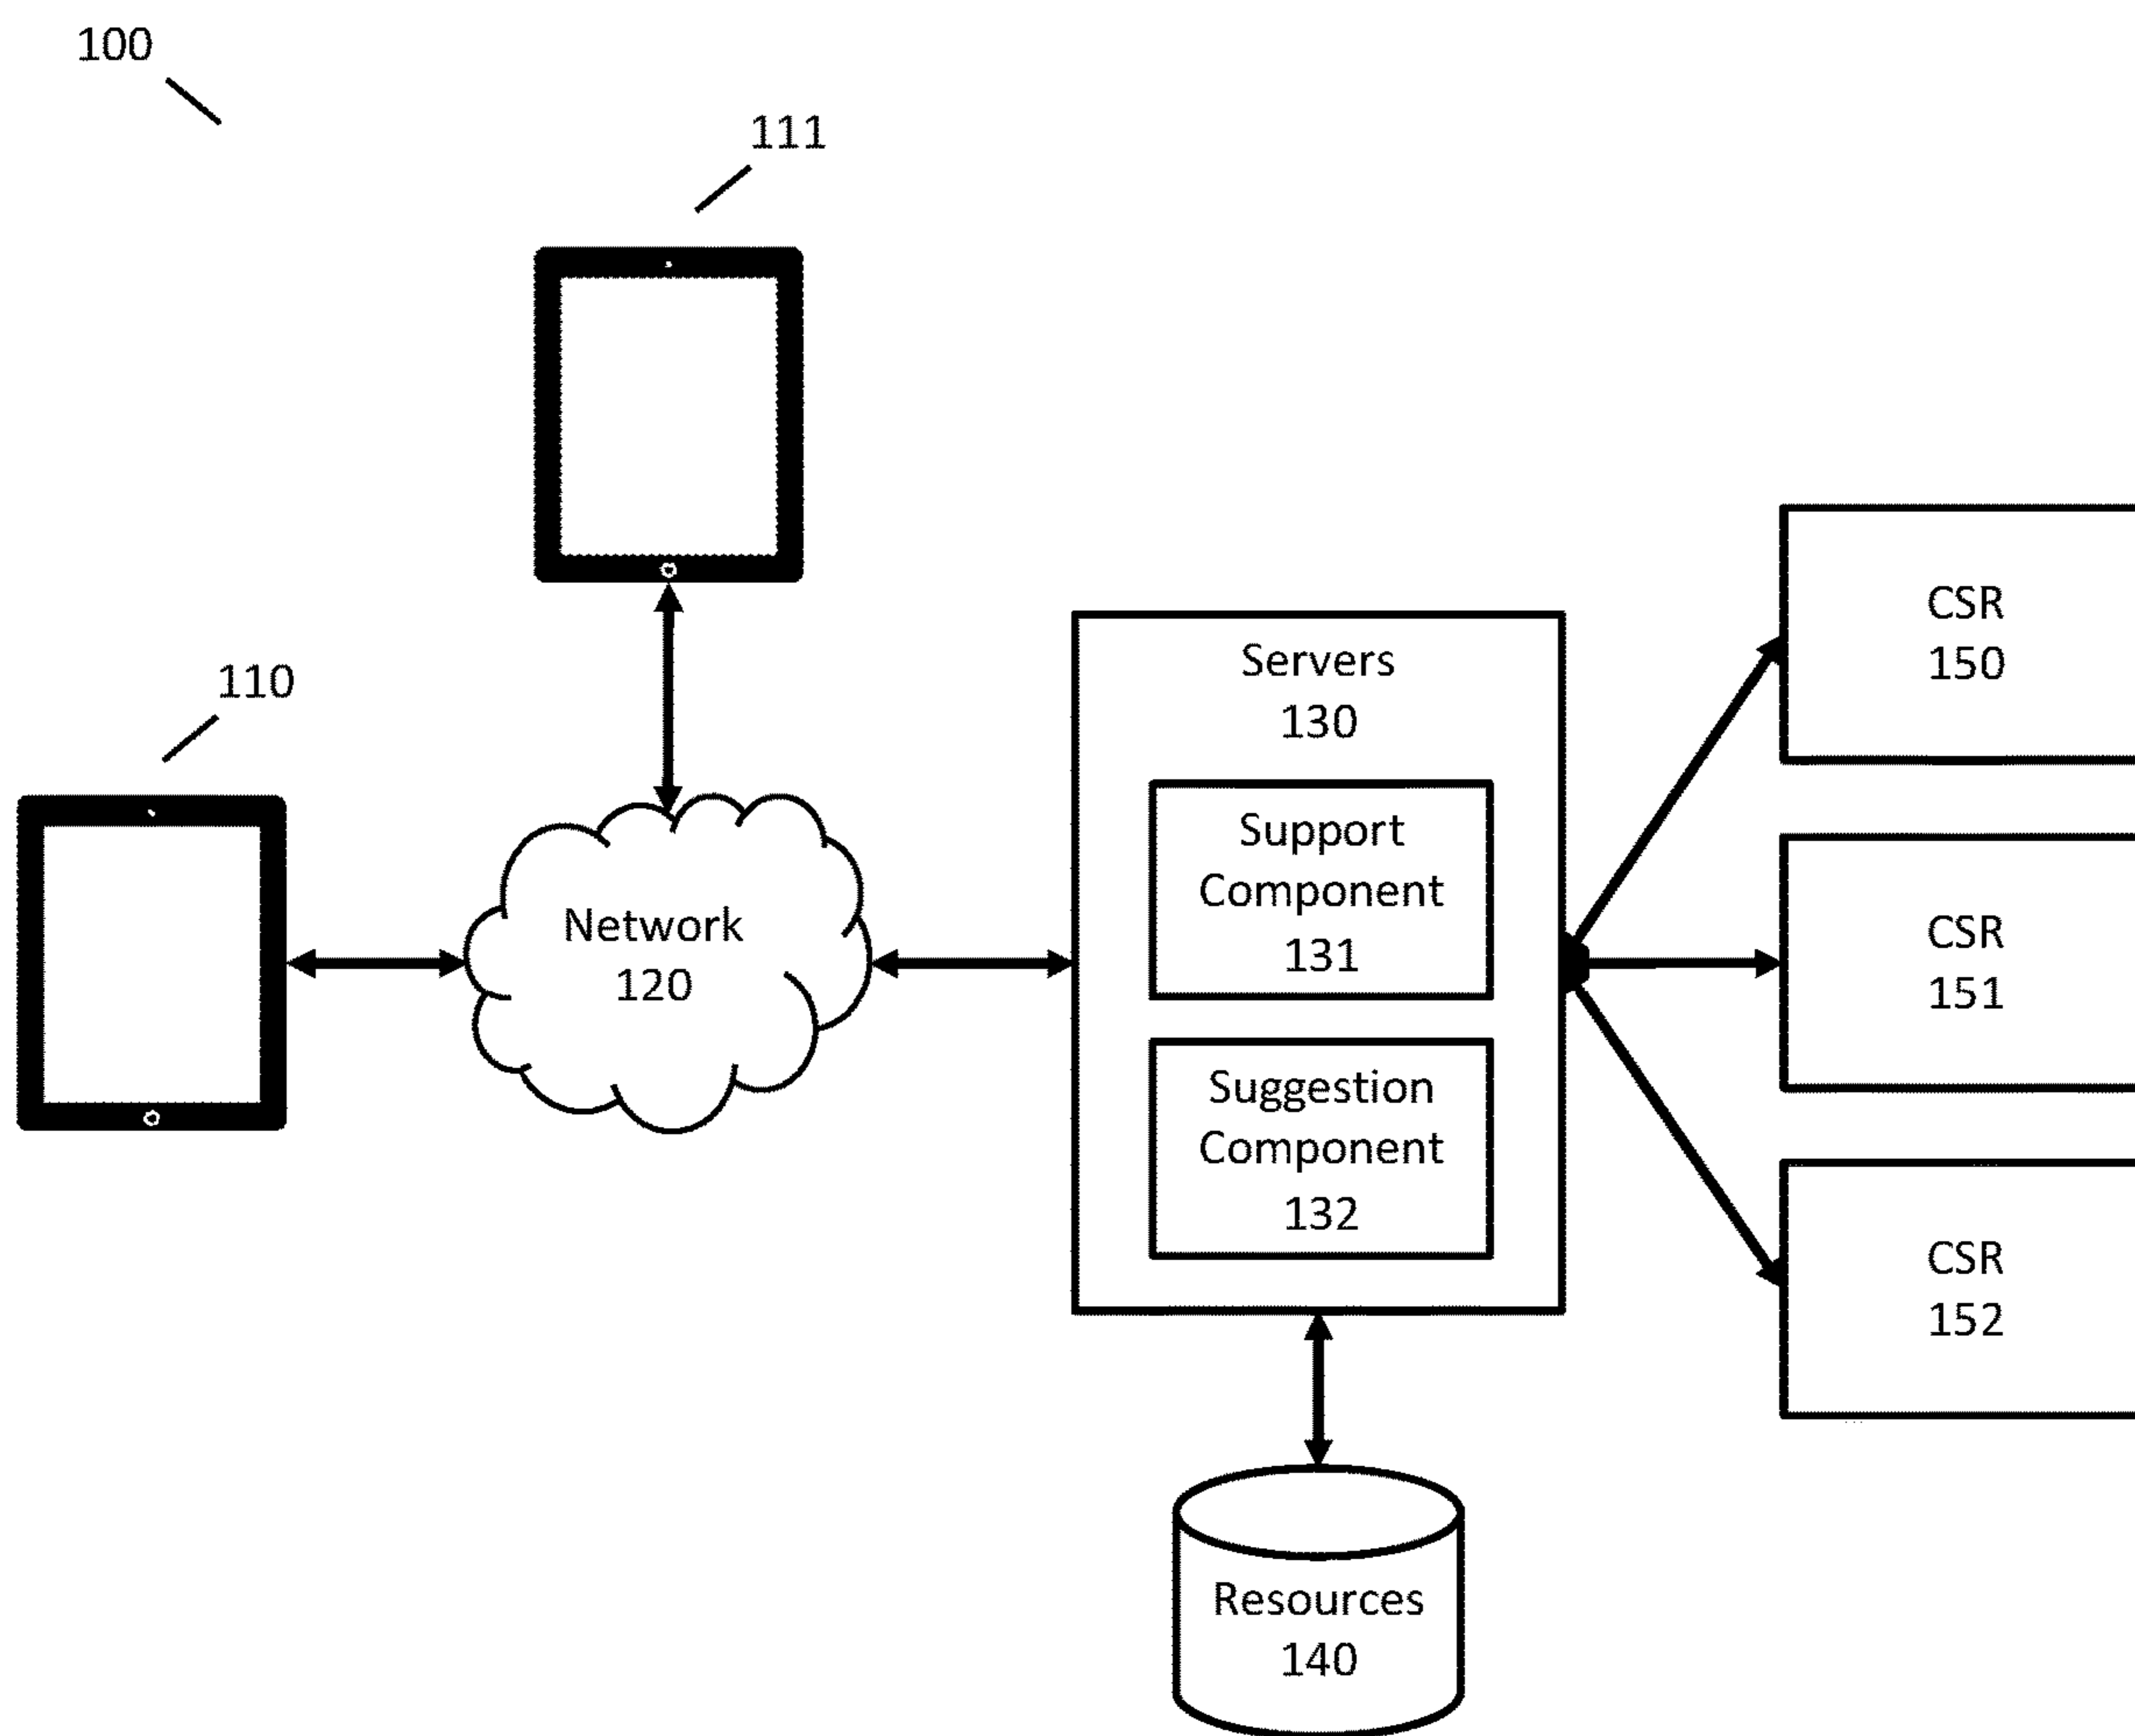 100
111
110
Network
120
Servers
130
Support
Component
131
Suggestion
Component
132
CSR
150
CSR
151
CSR
152
Resources
140